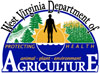 West Virginia Department of
PROTECTING HEALTH
animal · plant · environment
AGRICULTURE